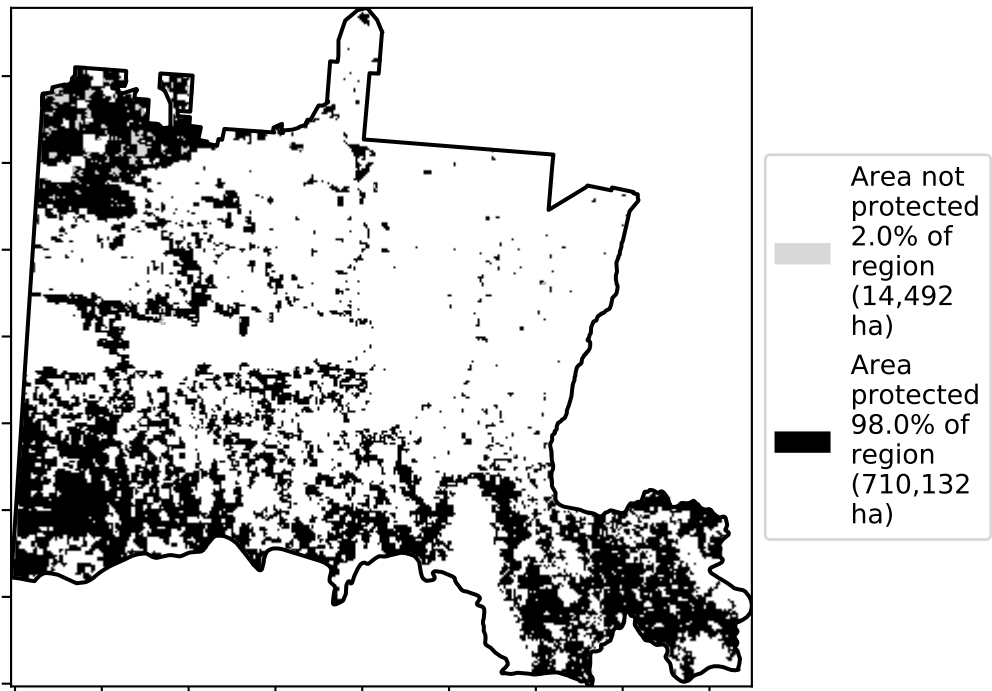 Area not
protected
2.0% of
region
(14,492
ha)
Area
protected
98.0% of
region
(710,132
ha)